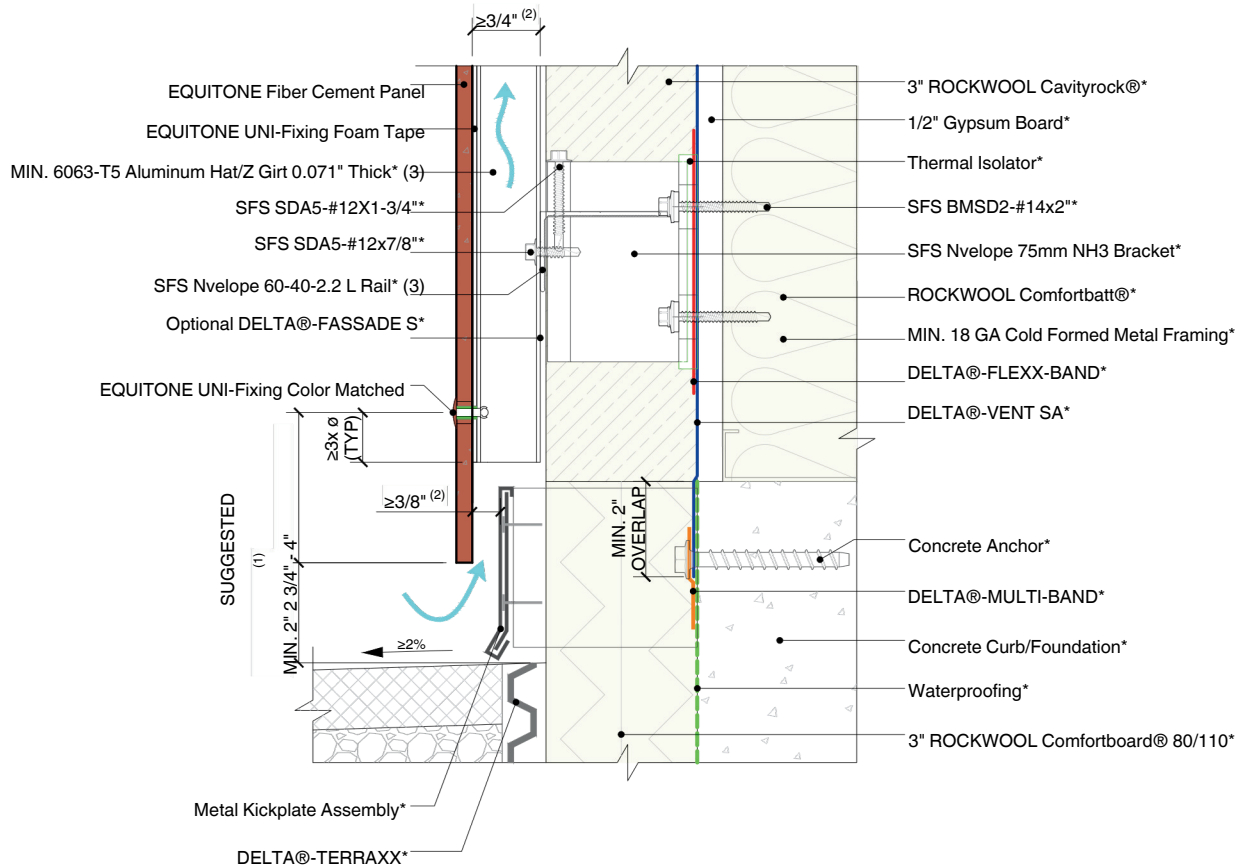 ≥3/4" (2)
EQUITONE Fiber Cement Panel
EQUITONE UNI-Fixing Foam Tape
MIN. 6063-T5 Aluminum Hat/Z Girt 0.071" Thick* (3)
SFS SDA5-#12X1-3/4"*
SFS SDA5-#12x7/8"*
SFS Nvelope 60-40-2.2 L Rail* (3)
Optional DELTA®-FASSADE S*
EQUITONE UNI-Fixing Color Matched
≥3x ø
(TYP)
≥3/8" (2)
SUGGESTED
(1)
MIN. 2" 2 3/4" - 4"
≥2%
MIN. 2"
OVERLAP
Metal Kickplate Assembly*
DELTA®-TERRAXX*
3" ROCKWOOL Cavityrock®*
1/2" Gypsum Board*
Thermal Isolator*
SFS BMSD2-#14x2"*
SFS Nvelope 75mm NH3 Bracket*
ROCKWOOL Comfortbatt®*
MIN. 18 GA Cold Formed Metal Framing*
DELTA®-FLEXX-BAND*
DELTA®-VENT SA*
Concrete Anchor*
DELTA®-MULTI-BAND*
Concrete Curb/Foundation*
Waterproofing*
3" ROCKWOOL Comfortboard® 80/110*